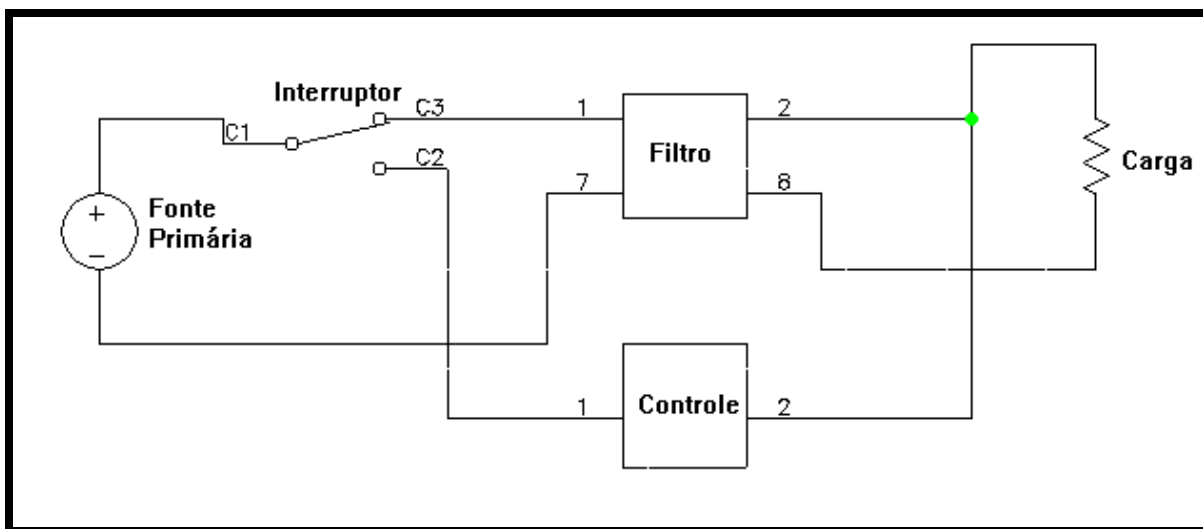 Interruptor
C1
C3
C2
1
2
Filtro
7
8
Carga
+
Fonte
Primária
−
1
Controle
2